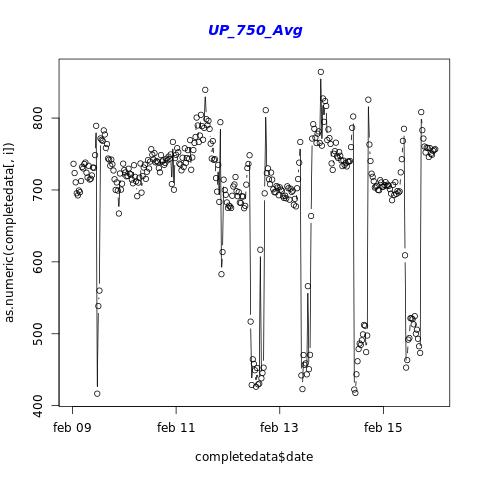 UP_750_Avg
as.numeric(completedata[, i])
800
700
600
500
400
feb 09
feb 11
feb 13
feb 15
completedata$date